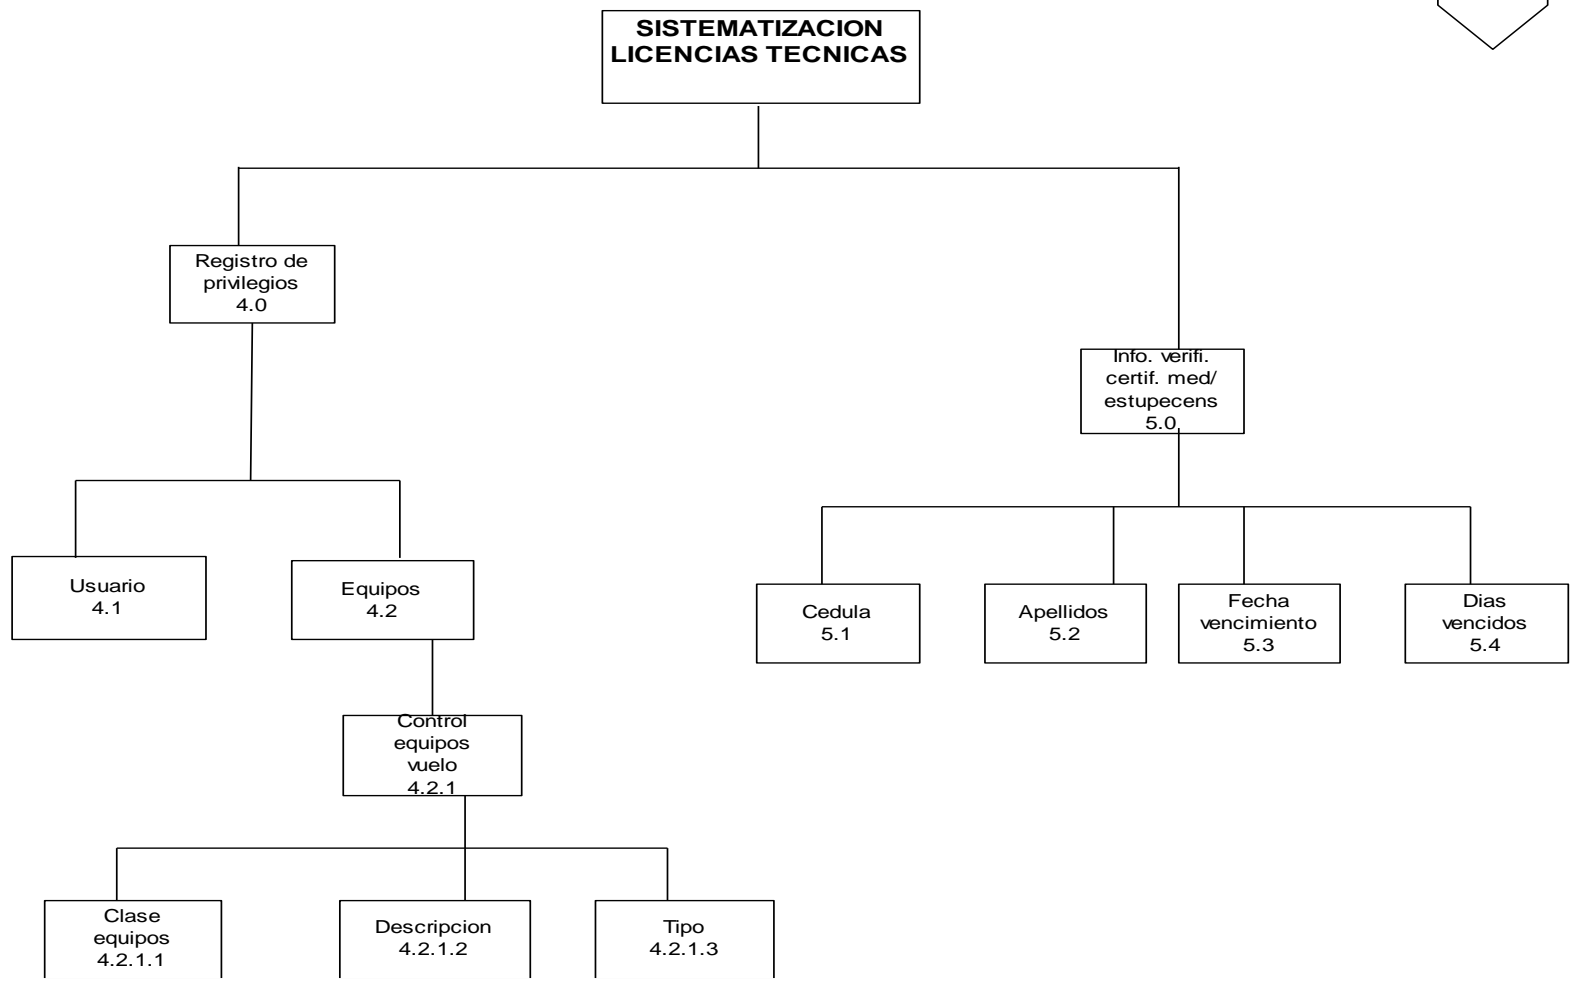 SISTEMATIZACION
LICENCIAS TECNICAS
Registro de
privilegios
4.0
Info. verifi.
certif. med/
estupecens
5.0
Usuario
4.1
Equipos
4.2
Cedula
5.1
Apellidos
5.2
Fecha
vencimiento
5.3
Dias
vencidos
5.4
Control
equipos
vuelo
4.2.1
Clase
equipos
4.2.1.1
Descripcion
4.2.1.2
Tipo
4.2.1.3